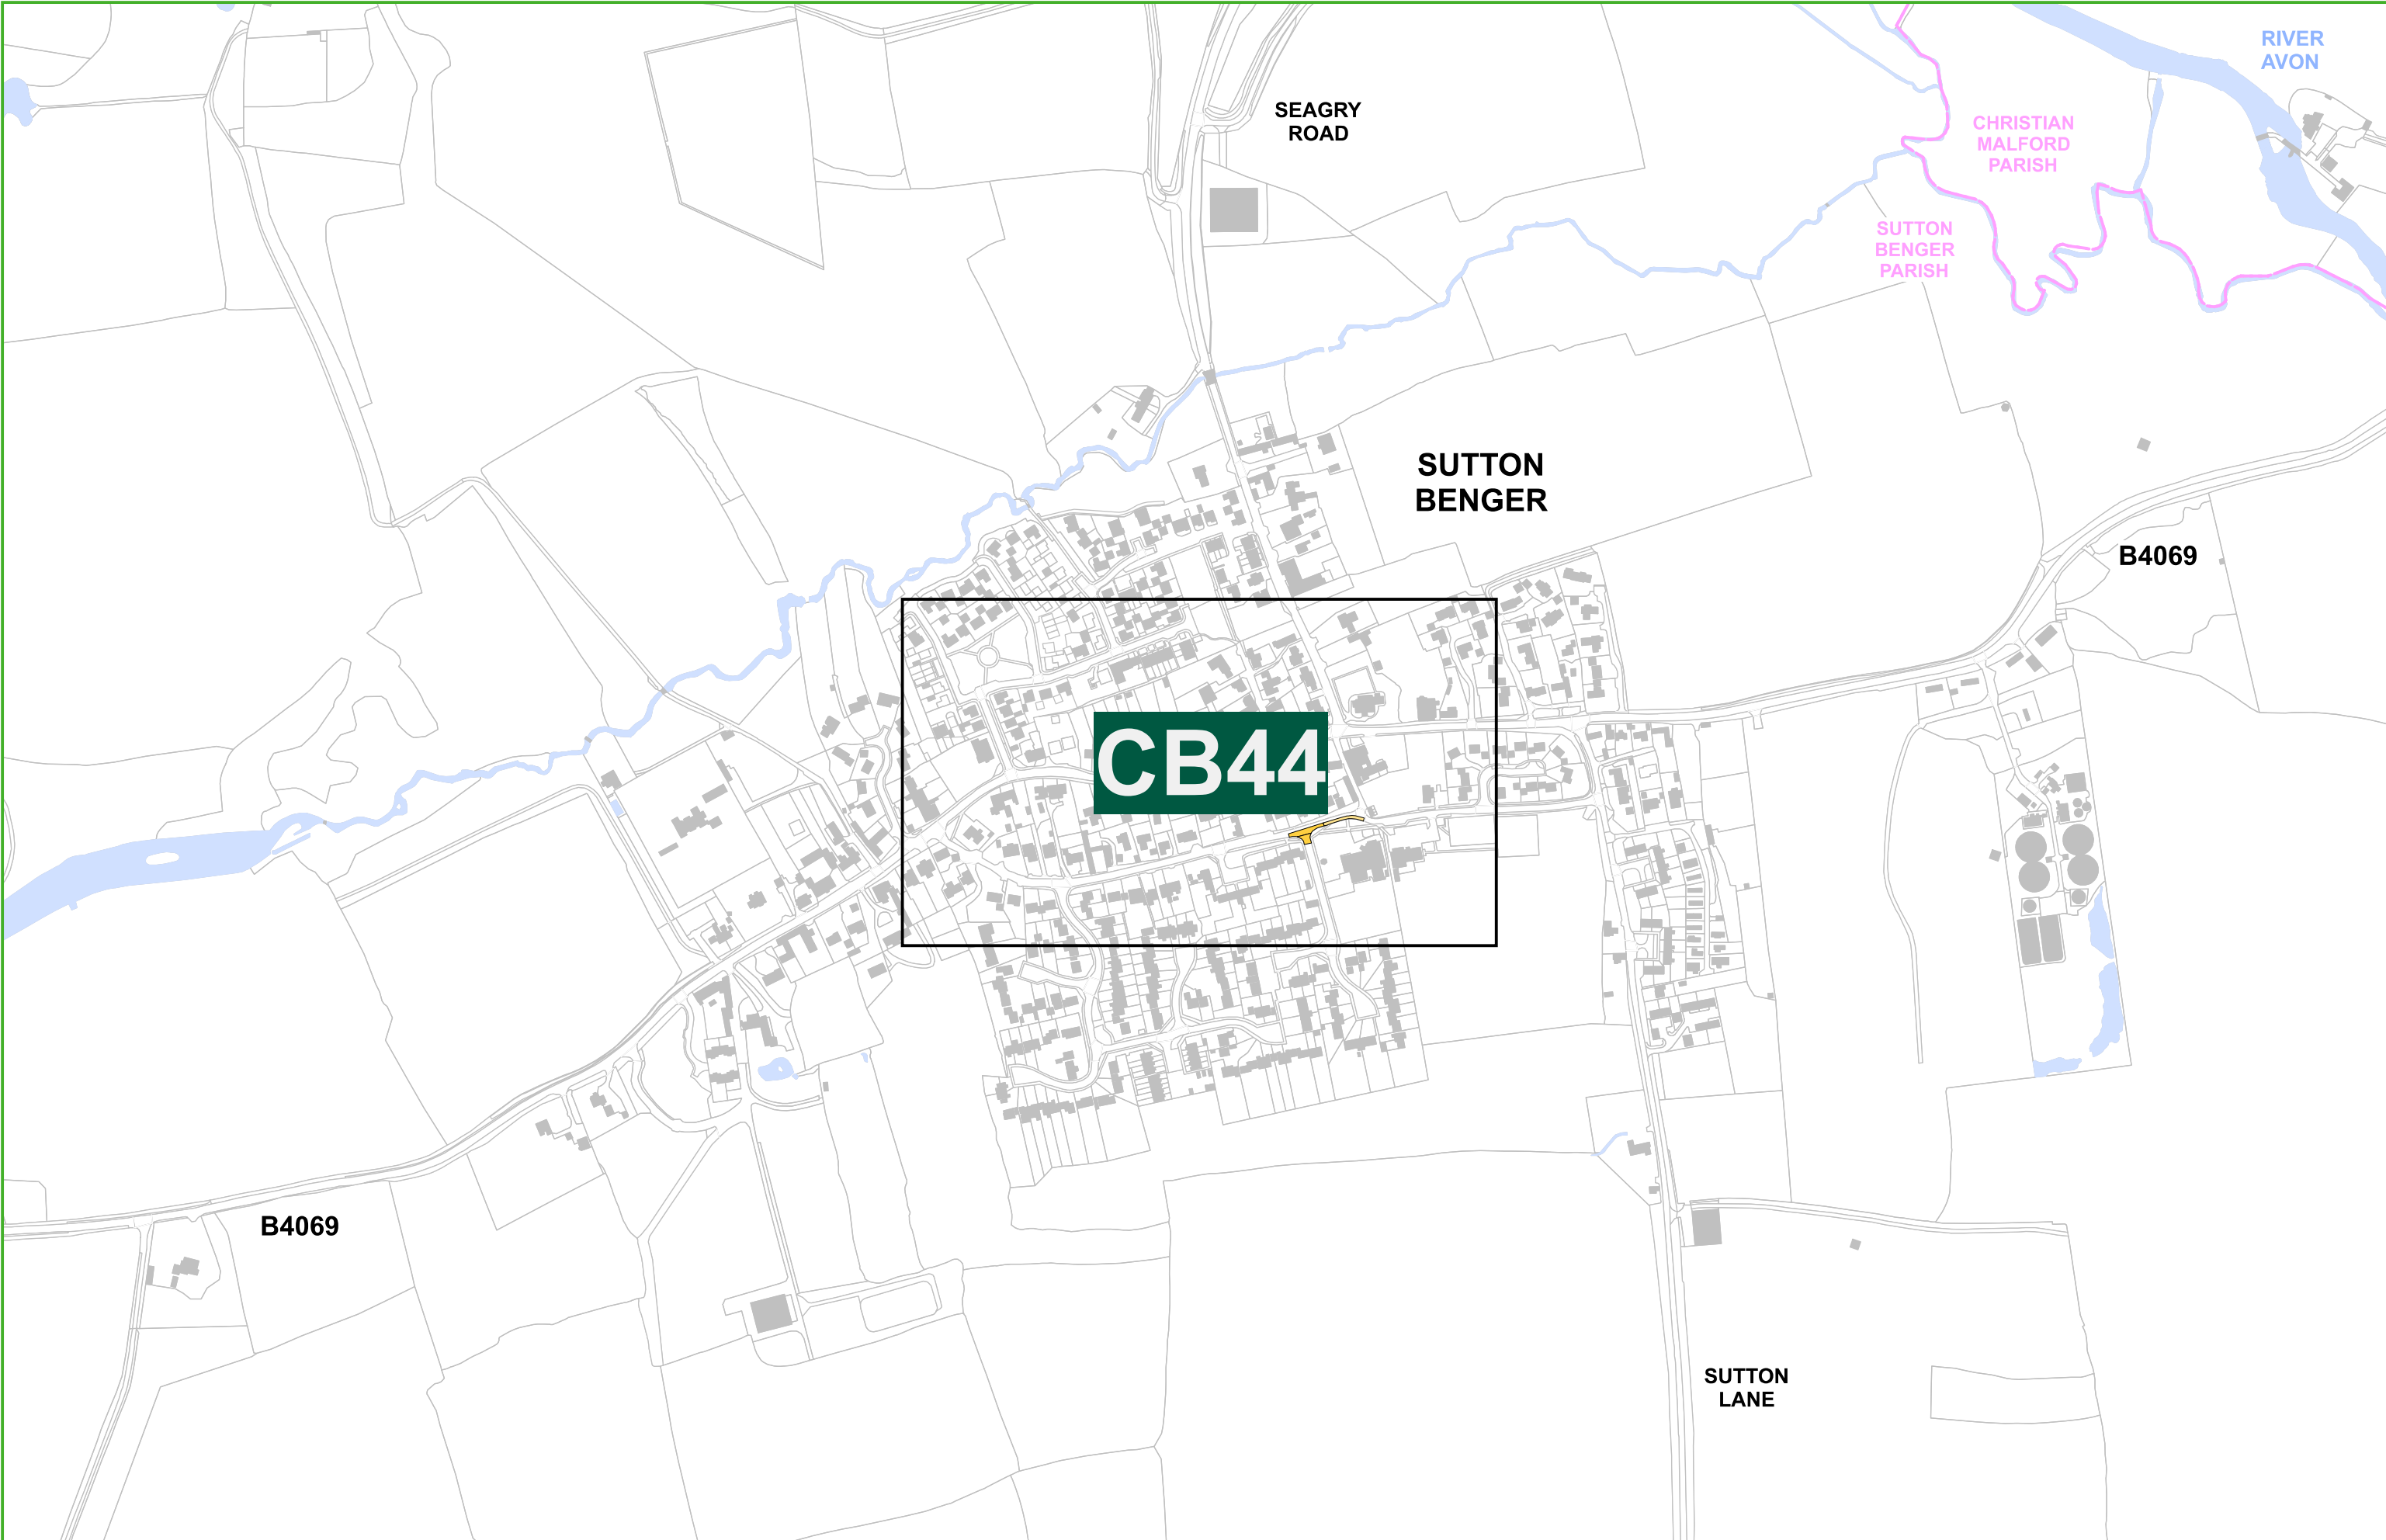 RIVER
AVON
SEAGRY
ROAD
CHRISTIAN
MALFORD
PARISH
SUTTON
BENGER
PARISH
SUTTON
BENGER
B4069
CB44
B4069
SUTTON
LANE